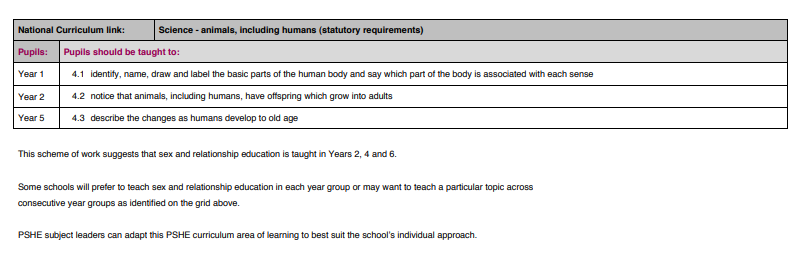 National Curriculum link: Science - animals, including humans (statutory requirements)
Pupils: Pupils should be taught to:
Year 1 4.1 identify, name, draw and label the basic parts of the human body and say which part of the body is associated with each sense
Year 2 4.2 notice that animals, including humans, have offspring which grow into adults
Year 5 4.3 describe the changes as humans develop to old age
This scheme of work suggests that sex and relationship education is taught in Years 2, 4 and 6.
Some schools will prefer to teach sex and relationship education in each year group or may want to teach a particular topic across
consecutive year groups as identified on the grid above.
PSHE subject leaders can adapt this PSHE curriculum area of learning to best suit the school's individual approach.